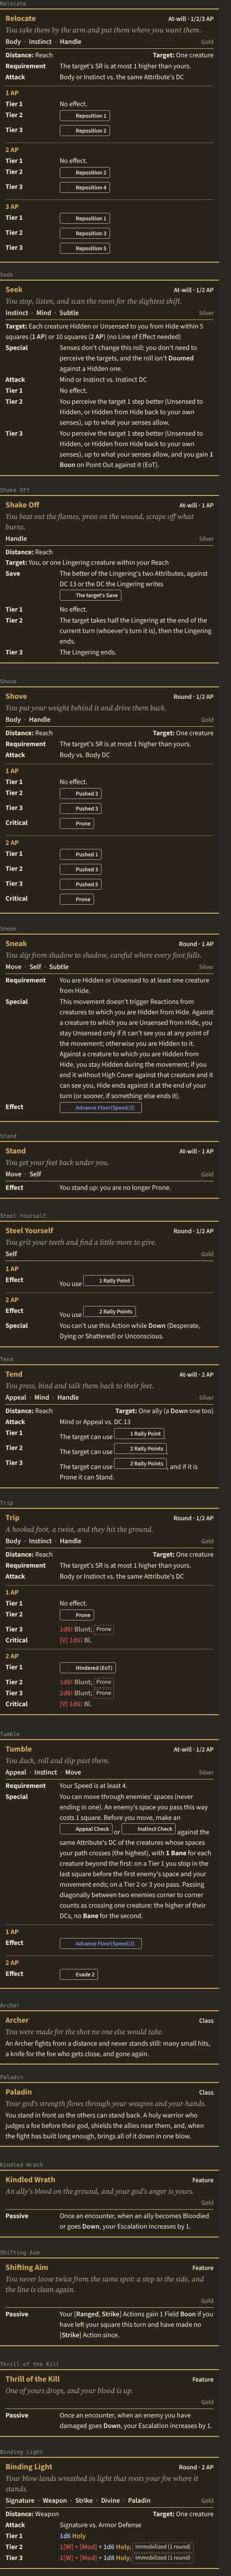 Relocate
Relocate At-will · 1/2/3 AP
You take them by the arm and put them where you want them.
Body · Instinct · Handle Gold
Distance: Reach Target: One creature
Requirement The target's SR is at most 1 higher than yours.
Attack Body or Instinct vs. the same Attribute's DC
1 AP
Tier 1 No effect.
Tier 2 Reposition 1
Tier 3 Reposition 2
2 AP
Tier 1 No effect.
Tier 2 Reposition 2
Tier 3 Reposition 4
3 AP
Tier 1 Reposition 1
Tier 2 Reposition 3
Tier 3 Reposition 5
Seek
Seek At-will · 1/2 AP
You stop, listen, and scan the room for the slightest shift.
Instinct · Mind · Subtle Silver
Target: Each creature Hidden or Unsensed to you from Hide within 5
squares (1 AP) or 10 squares (2 AP) (no Line of Effect needed)
Special Senses don't change this roll: you don't need to
perceive the targets, and the roll isn't Doomed
against a Hidden one.
Attack Mind or Instinct vs. Instinct DC
Tier 1 No effect.
Tier 2 You perceive the target 1 step better (Unsensed to
Hidden, or Hidden from Hide back to your own
senses), up to what your senses allow.
Tier 3 You perceive the target 1 step better (Unsensed to
Hidden, or Hidden from Hide back to your own
senses), up to what your senses allow, and you gain 1
Boon on Point Out against it (EoT).
Shake Off
Shake Off At-will · 1 AP
You beat out the flames, press on the wound, scrape off what
burns.
Handle Silver
Distance: Reach
Target: You, or one Lingering creature within your Reach
Save The better of the Lingering's two Attributes, against
DC 13 or the DC the Lingering writes
The target's Save
Tier 1 No effect.
Tier 2 The target takes half the Lingering at the end of the
current turn (whoever's turn it is), then the Lingering
ends.
Tier 3 The Lingering ends.
Shove
Shove Round · 1/2 AP
You put your weight behind it and drive them back.
Body · Handle Gold
Distance: Reach Target: One creature
Requirement The target's SR is at most 1 higher than yours.
Attack Body vs. Body DC
1 AP
Tier 1 No effect.
Tier 2 Pushed 2
Tier 3 Pushed 3
Critical Prone
2 AP
Tier 1 Pushed 1
Tier 2 Pushed 3
Tier 3 Pushed 5
Critical Prone
Sneak
Sneak Round · 1 AP
You slip from shadow to shadow, careful where every foot falls.
Move · Self · Subtle Silver
Requirement You are Hidden or Unsensed to at least one creature
from Hide.
Special This movement doesn't trigger Reactions from
creatures to which you are Hidden from Hide. Against
a creature to which you are Unsensed from Hide, you
stay Unsensed only if it can't see you at any point of
the movement; otherwise you are Hidden to it.
Against a creature to which you are Hidden from
Hide, you stay Hidden during the movement; if you
end it without High Cover against that creature and it
can see you, Hide ends against it at the end of your
turn (or sooner, if something else ends it).
Effect Advance Floor(Speed/2)
Stand
Stand At-will · 1 AP
You get your feet back under you.
Move · Self Gold
Effect You stand up: you are no longer Prone.
Steel Yourself
Steel Yourself Round · 1/2 AP
You grit your teeth and find a little more to give.
Self Gold
1 AP
Effect You use 1 Rally Point.
2 AP
Effect You use 2 Rally Points.
Special You can't use this Action while Down (Desperate,
Dying or Shattered) or Unconscious.
Tend
Tend At-will · 2 AP
You press, bind and talk them back to their feet.
Appeal · Mind · Handle Silver
Distance: Reach Target: One ally (a Down one too)
Attack Mind or Appeal vs. DC 13
Tier 1 The target can use 1 Rally Point.
Tier 2 The target can use 2 Rally Points.
Tier 3 The target can use 2 Rally Points, and if it is
Prone it can Stand.
Trip
Trip Round · 1/2 AP
A hooked foot, a twist, and they hit the ground.
Body · Instinct · Handle Gold
Distance: Reach Target: One creature
Requirement The target's SR is at most 1 higher than yours.
Attack Body or Instinct vs. the same Attribute's DC
1 AP
Tier 1 No effect.
Tier 2 Prone
Tier 3 1d6! Blunt; Prone
Critical [V] 1d6! Bl.
2 AP
Tier 1 Hindered (EoT)
Tier 2 1d6! Blunt; Prone
Tier 3 2d6! Blunt; Prone
Critical [V] 1d6! Bl.
Tumble
Tumble At-will · 1/2 AP
You duck, roll and slip past them.
Appeal · Instinct · Move Silver
Requirement Your Speed is at least 4.
Special You can move through enemies' spaces (never
ending in one). An enemy's space you pass this way
costs 1 square. Before you move, make an
Appeal Check or Instinct Check against the
same Attribute's DC of the creatures whose spaces
your path crosses (the highest), with 1 Bane for each
creature beyond the first: on a Tier 1 you stop in the
last square before the first enemy's space and your
movement ends; on a Tier 2 or 3 you pass. Passing
diagonally between two enemies corner to corner
counts as crossing one creature: the higher of their
DCs, no Bane for the second.
1 AP
Effect Advance Floor(Speed/2)
2 AP
Effect Evade 2
Archer
Archer Class
You were made for the shot no one else would take.
An Archer fights from a distance and never stands still: many small hits,
a knife for the foe who gets close, and gone again.
Paladin
Paladin Class
Your god's strength flows through your weapon and your hands.
You stand in front so the others can stand back. A holy warrior who
judges a foe before their god, shields the allies near them, and, when
the fight has built long enough, brings all of it down in one blow.
Kindled Wrath
Kindled Wrath Feature
An ally's blood on the ground, and your god's anger is yours.
Gold
Passive Once an encounter, when an ally becomes Bloodied
or goes Down, your Escalation increases by 1.
Shifting Aim
Shifting Aim Feature
You never loose twice from the same spot: a step to the side, and
the line is clean again.
Gold
Passive Your [Ranged, Strike] Actions gain 1 Field Boon if you
have left your square this turn and have made no
[Strike] Action since.
Thrill of the Kill
Thrill of the Kill Feature
One of yours drops, and your blood is up.
Gold
Passive Once an encounter, when an enemy you have
damaged goes Down, your Escalation increases by 1.
Binding Light
Binding Light Round · 2 AP
Your blow lands wreathed in light that roots your foe where it
stands.
Signature · Weapon · Strike · Divine · Paladin Gold
Distance: Weapon Target: One creature
Attack Signature vs. Armor Defense
Tier 1 1d6 Holy
Tier 2 1[W] + [Mod] + 1d6 Holy; Immobilized (1 round)
Tier 3 1[W] + [Mod] + 1d8 Holy; Immobilized (1 round)